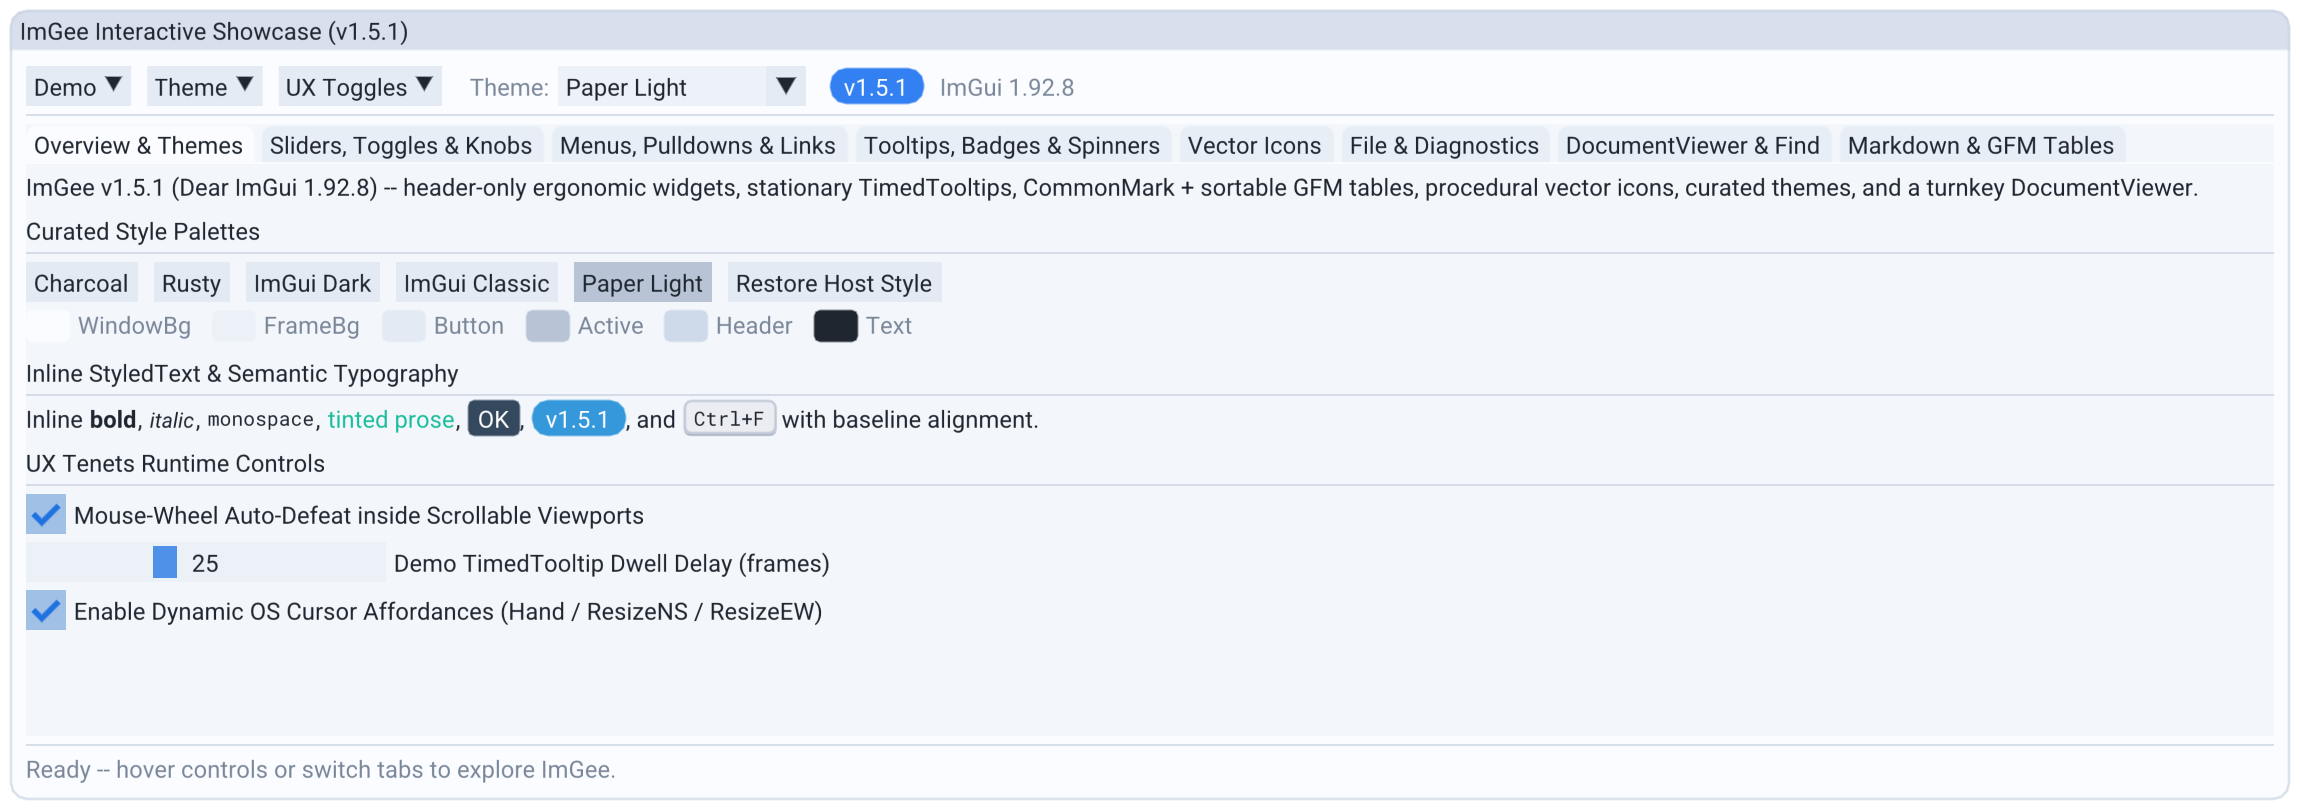 ImGee Interactive Showcase (v1.5.1)
Demo Theme UX Toggles Theme: Paper Light v1.5.1 ImGui 1.92.8
Overview & Themes Sliders, Toggles & Knobs Menus, Pulldowns & Links Tooltips, Badges & Spinners Vector Icons File & Diagnostics DocumentViewer & Find Markdown & GFM Tables
ImGee v1.5.1 (Dear ImGui 1.92.8) -- header-only ergonomic widgets, stationary TimedTooltips, CommonMark + sortable GFM tables, procedural vector icons, curated themes, and a turnkey DocumentViewer.
Curated Style Palettes
Charcoal Rusty ImGui Dark ImGui Classic Paper Light Restore Host Style
WindowBg FrameBg Button Active Header Text
Inline StyledText & Semantic Typography
Inline bold, italic, monospace, tinted prose, OK, v1.5.1, and Ctrl+F with baseline alignment.
UX Tenets Runtime Controls
Mouse-Wheel Auto-Defeat inside Scrollable Viewports
25 Demo TimedTooltip Dwell Delay (frames)
Enable Dynamic OS Cursor Affordances (Hand / ResizeNS / ResizeEW)
Ready -- hover controls or switch tabs to explore ImGee.